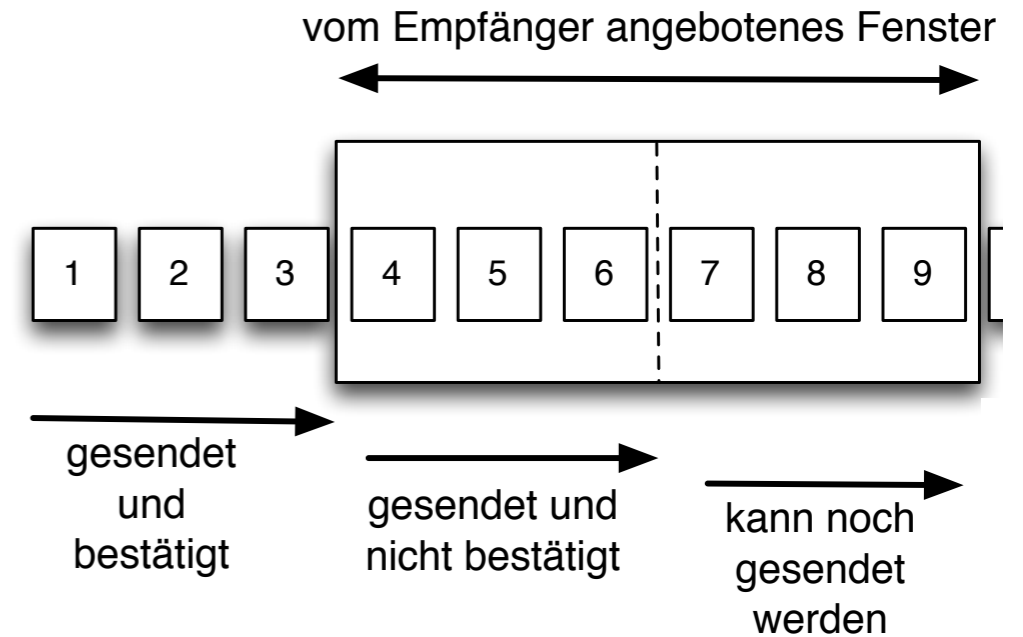 vom Empfänger angebotenes Fenster
1 2 3 4 5 6 7 8 9
gesendet
und
bestätigt
gesendet und
nicht bestätigt
kann noch
gesendet
werden